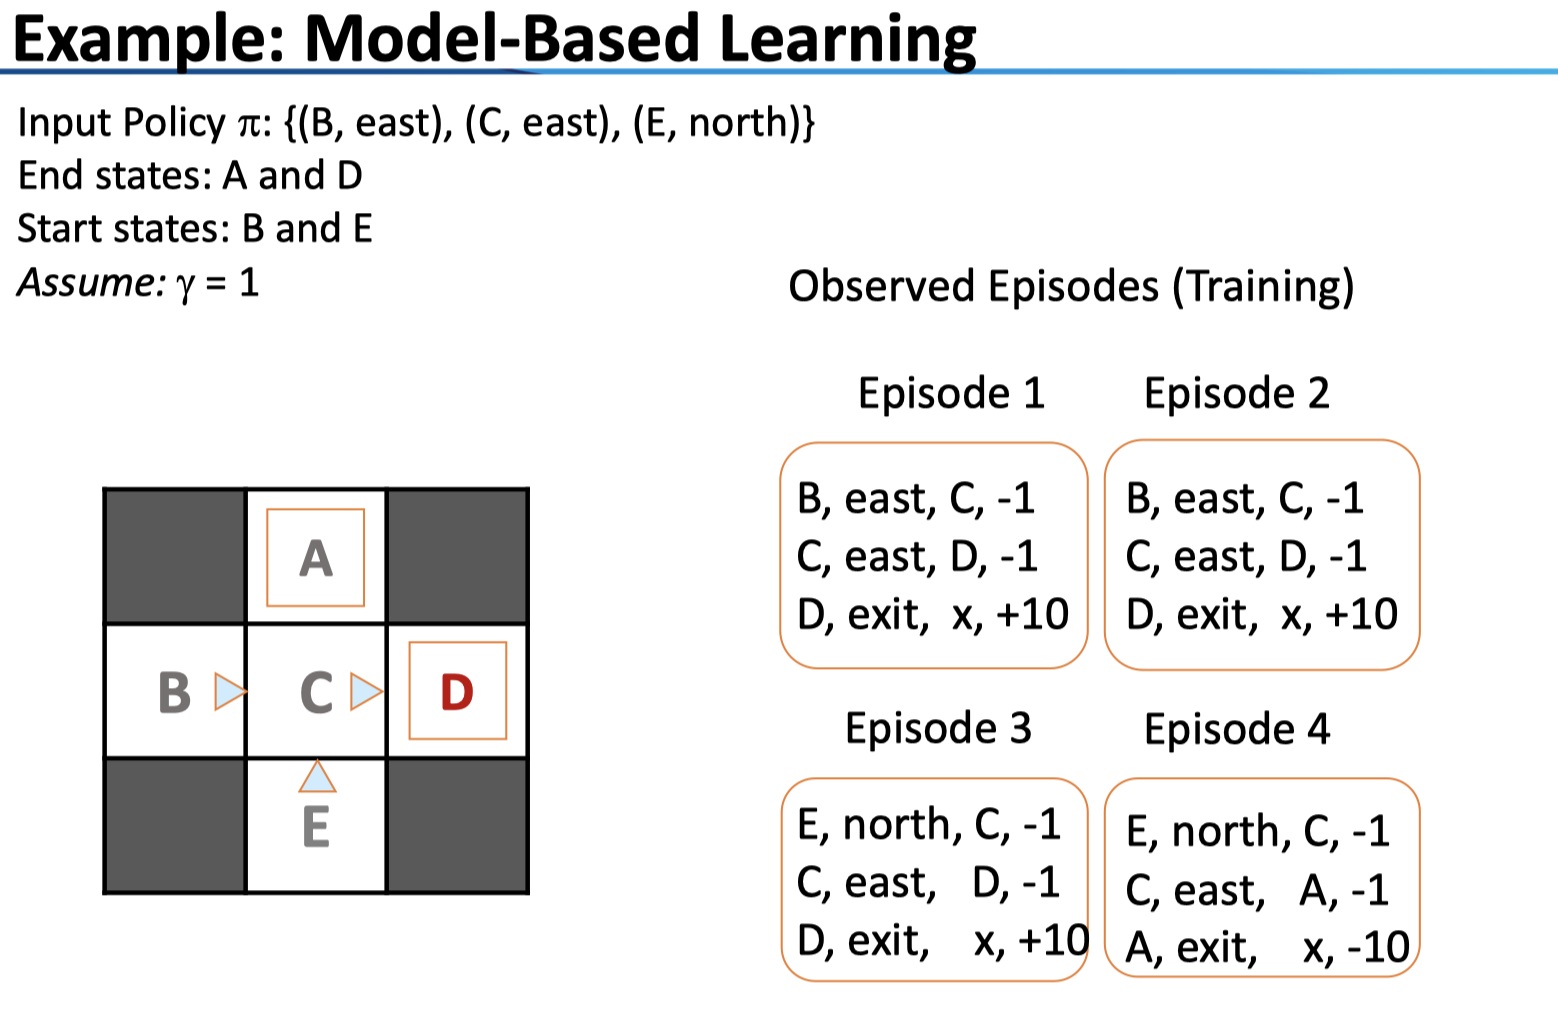 Example: Model-Based Learning
Input Policy π: {(B, east), (C, east), (E, north)}
End states: A and D
Start states: B and E
Assume: γ = 1
Observed Episodes (Training)
Episode 1
B, east, C, -1
C, east, D, -1
D, exit, x, +10
Episode 2
B, east, C, -1
C, east, D, -1
D, exit, x, +10
Episode 3
E, north, C, -1
C, east, D, -1
D, exit, x, +10
Episode 4
E, north, C, -1
C, east, A, -1
A, exit, x, -10
A
B C D
E